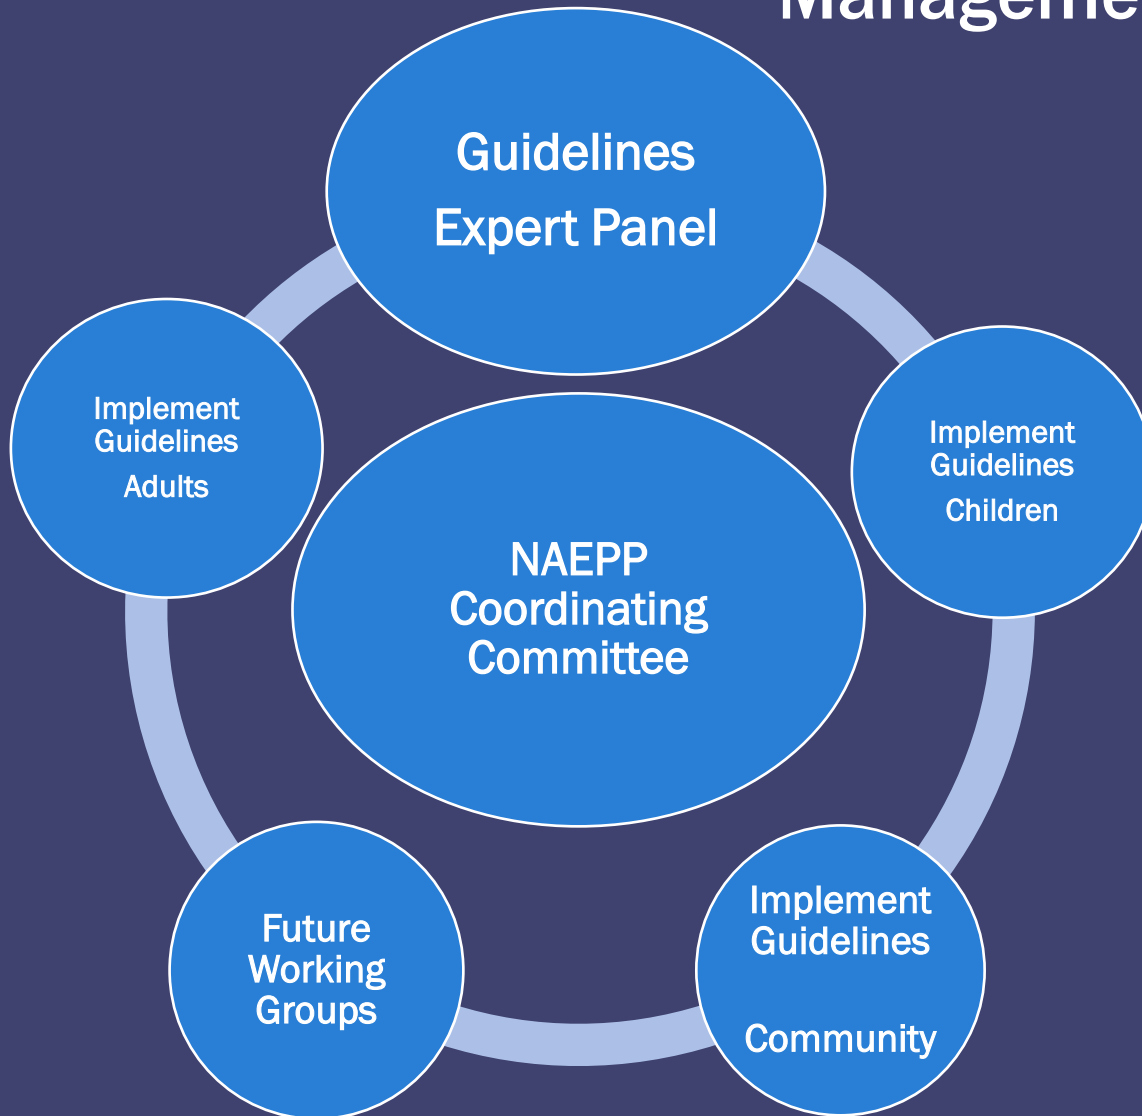 Guidelines
Expert Panel
Implement
Guidelines
Adults
Implement
Guidelines
Children
NAEPP
Coordinating
Committee
Future
Working
Groups
Implement
Guidelines
Community